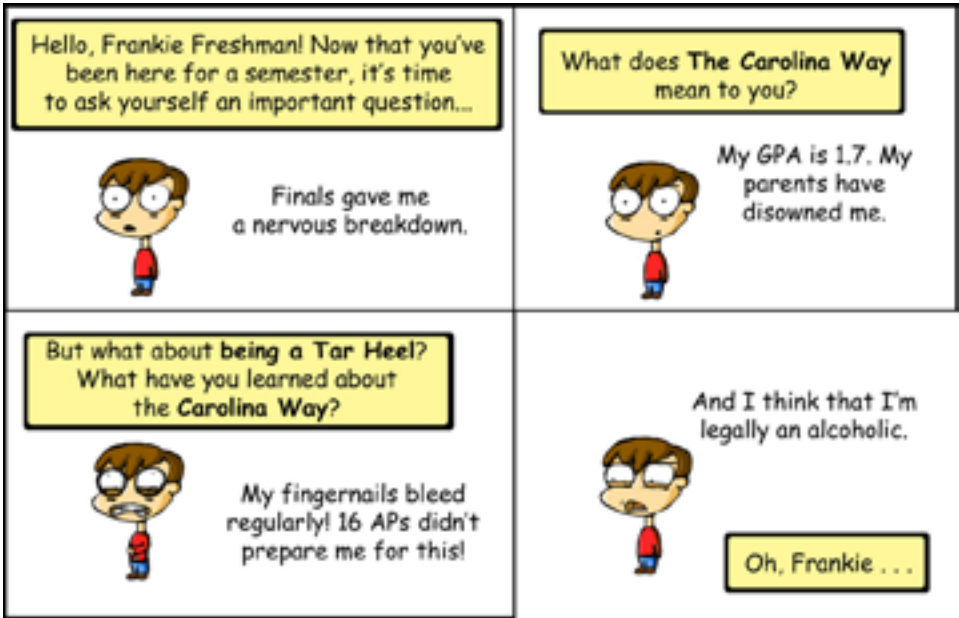 Hello, Frankie Freshman! Now that you've
been here for a semester, it's time
to ask yourself an important question...
Finals gave me
a nervous breakdown.
What does The Carolina Way
mean to you?
My GPA is 1.7. My
parents have
disowned me.
But what about being a Tar Heel?
What have you learned about
the Carolina Way?
My fingernails bleed
regularly! 16 APs didn't
prepare me for this!
And I think that I'm
legally an alcoholic.
Oh, Frankie . . .